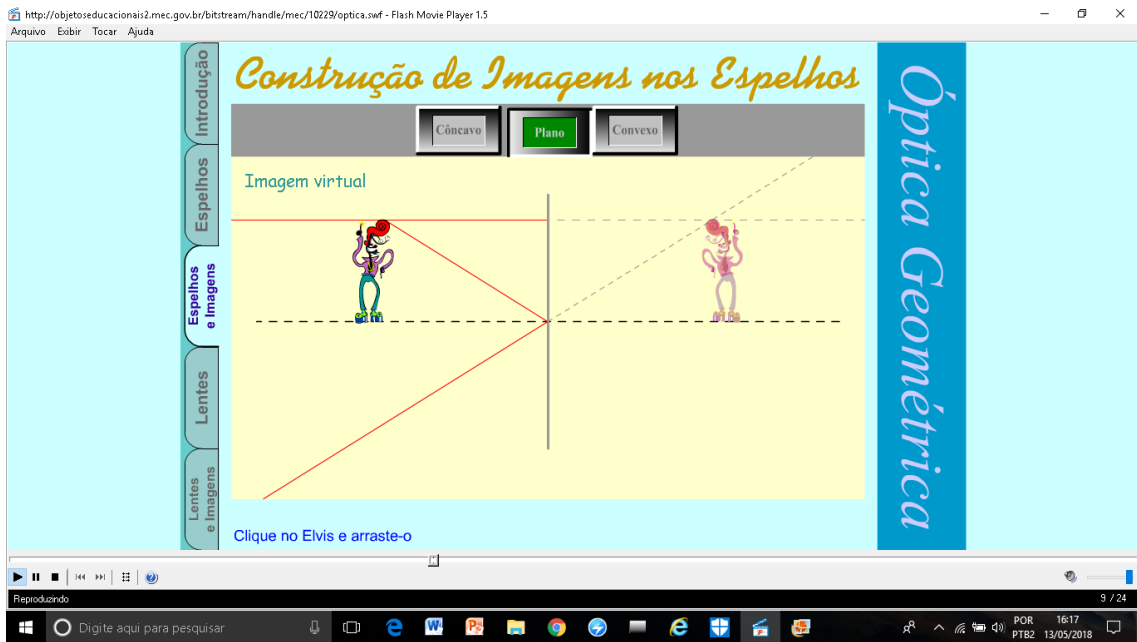 http://objetoseducacionais2.mec.gov.br/bitstream/handle/mec/10229/optica.swf - Flash Movie Player 1.5
Arquivo Exibir Tocar Ajuda
Construção de Imagens nos Espelhos
Côncavo
Plano
Convexo
Imagem virtual
Introdução
Espelhos
Espelhos
e Imagens
Lentes
Lentes
e Imagens
Óptica Geométrica
Clique no Elvis e arraste-o
Reproduzindo
9 / 24
Digite aqui para pesquisar
POR
PTB2
16:17
13/05/2018